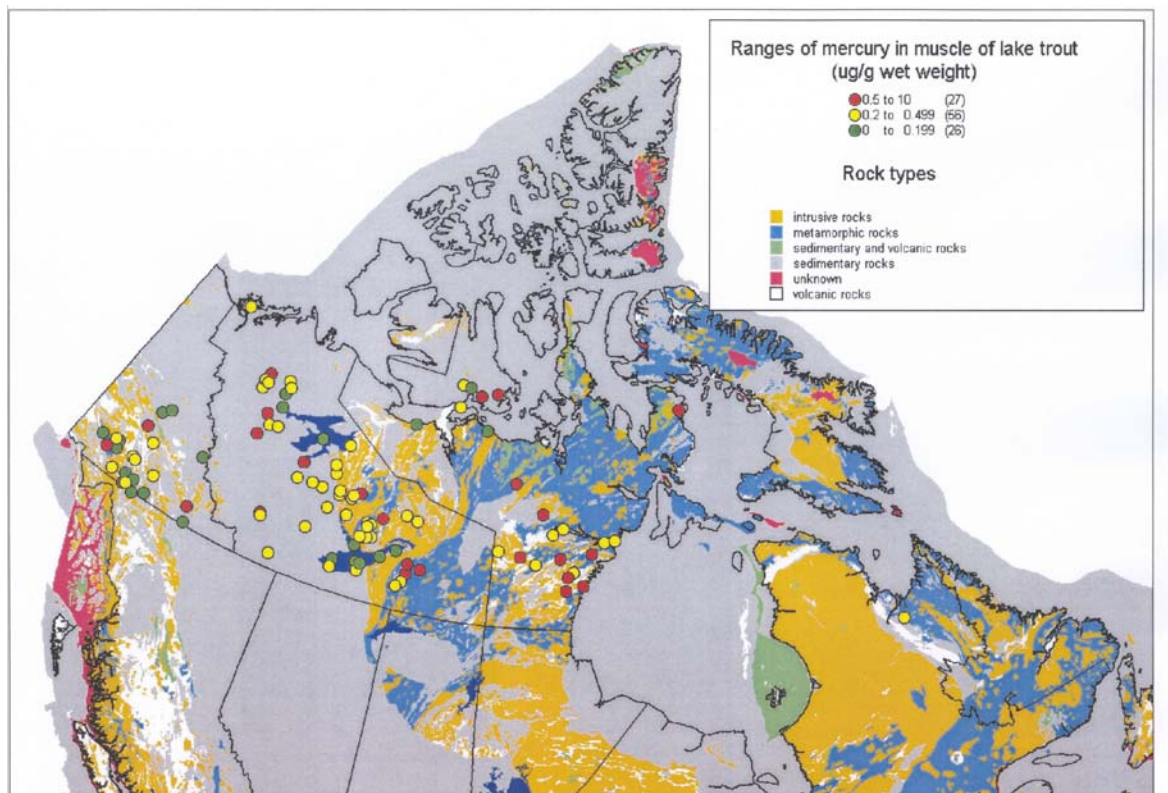 Ranges of mercury in muscle of lake trout
(ug/g wet weight)
0.5 to 10 (27)
0.2 to 0.499 (56)
0 to 0.199 (26)
Rock types
intrusive rocks
metamorphic rocks
sedimentary and volcanic rocks
sedimentary rocks
unknown
volcanic rocks